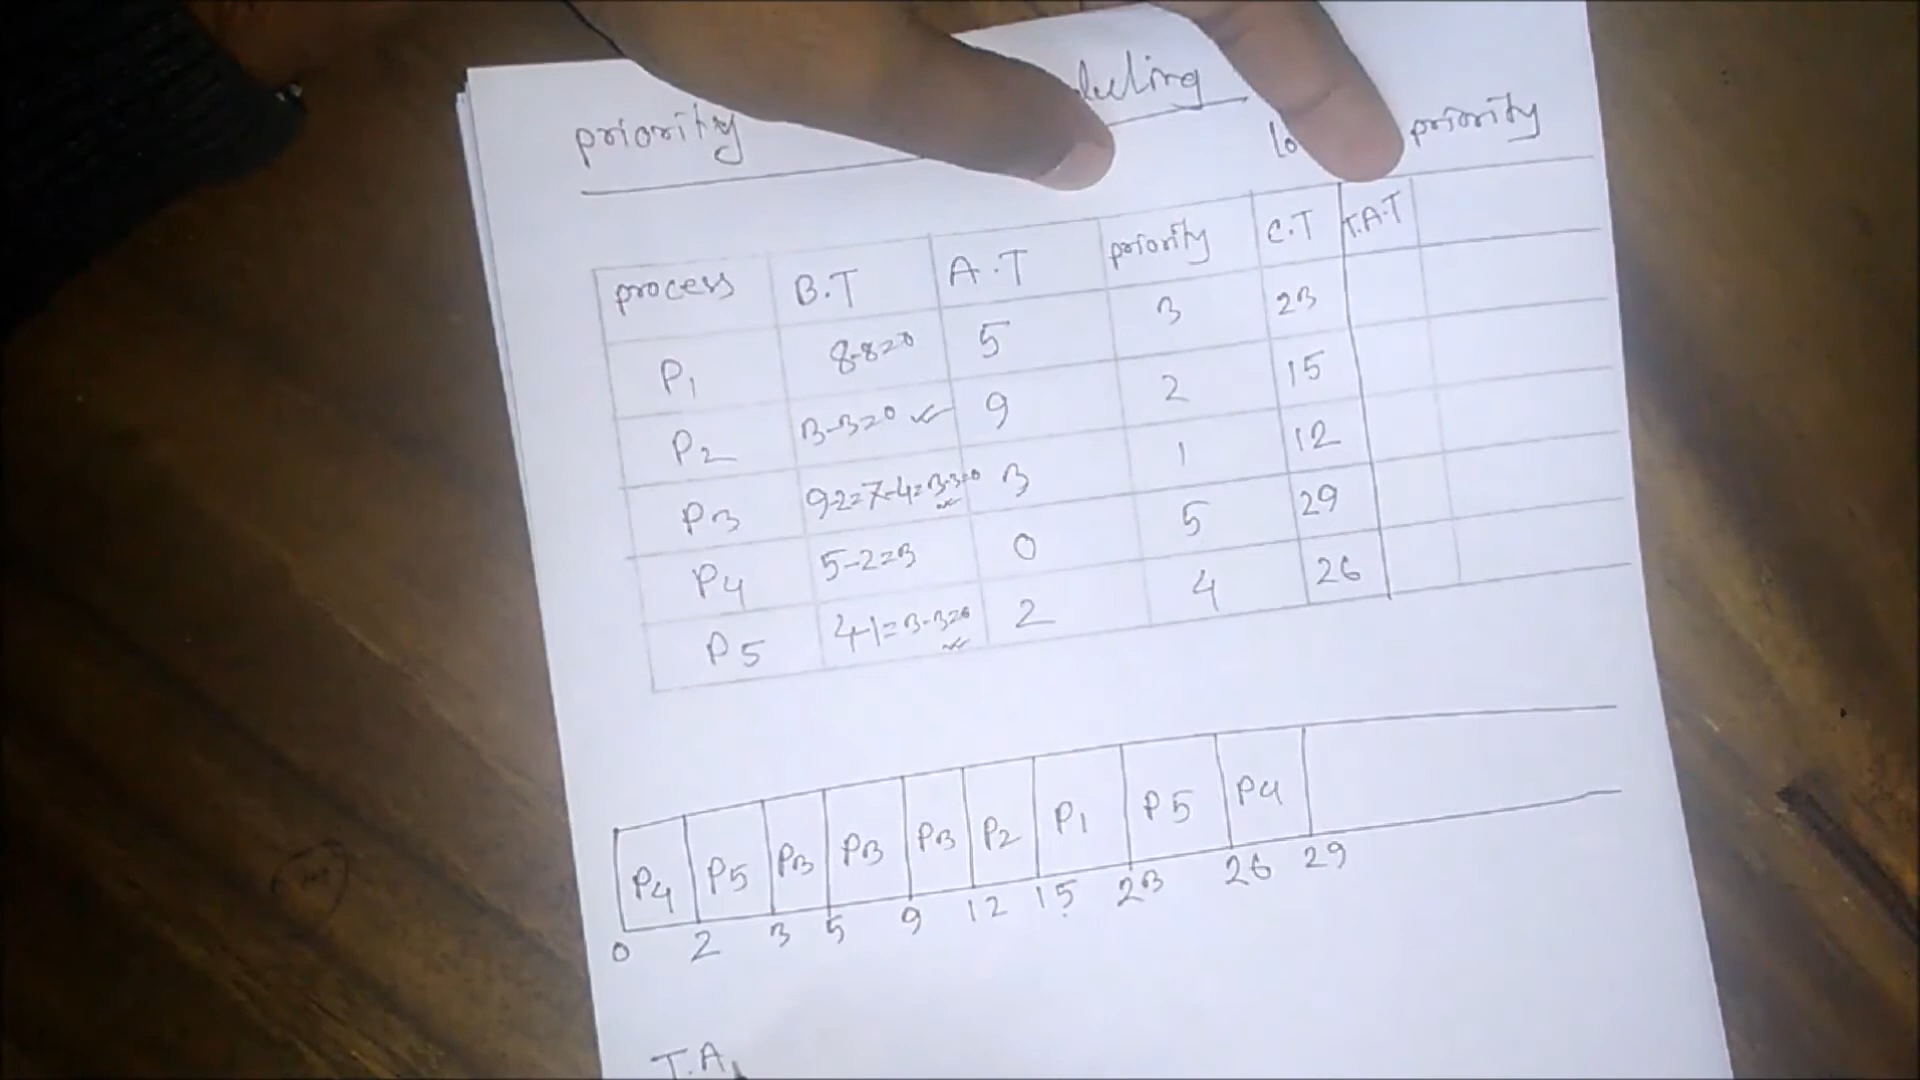 priority
priority
process B.T A.T priority C.T T.A.T
P1 8-8=0 5 3 23
P2 3-3=0 9 2 15
P3 9-2=7-4=3-3=0 3 1 12
P4 5-2=3 0 5 29
P5 4-1=3-3=0 2 4 26
P4 P5 P3 P3 P3 P2 P1 P5 P4
0 2 3 5 9 12 15 23 26 29
T.A